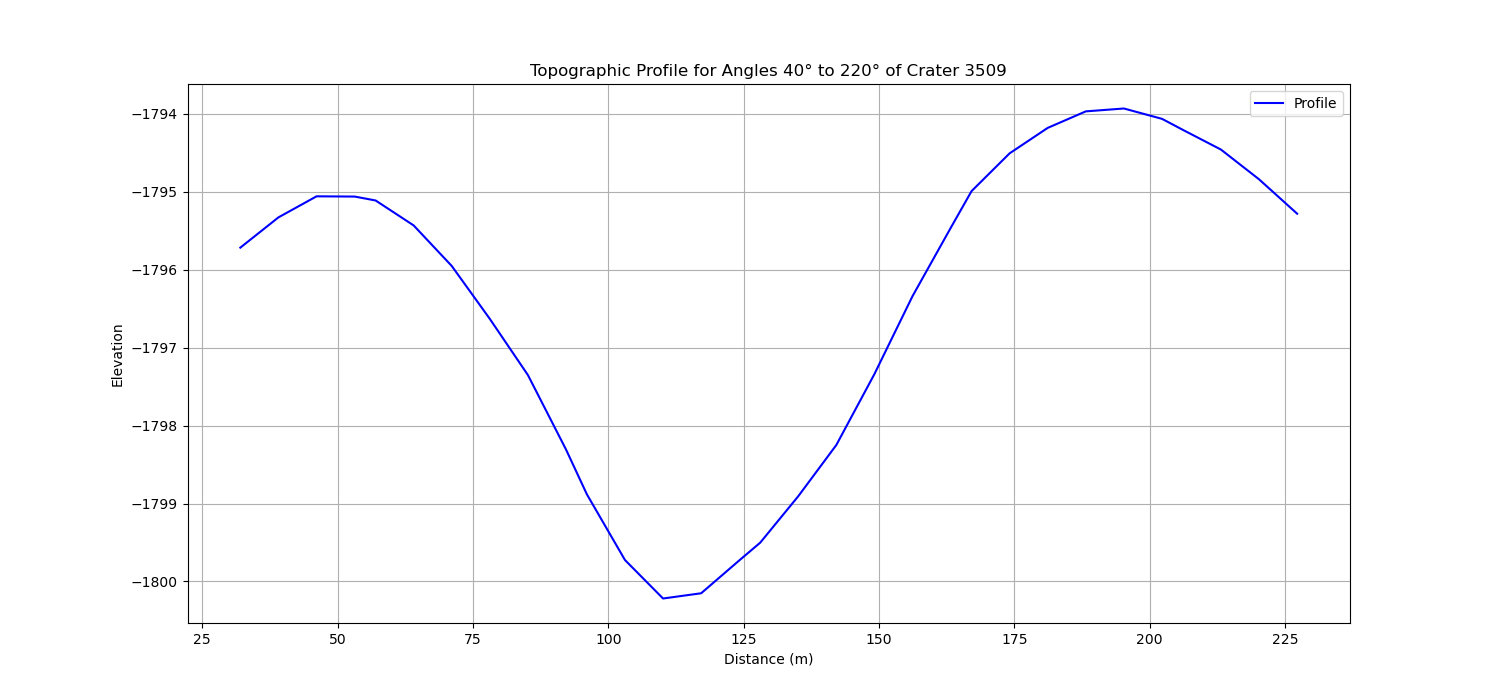 Topographic Profile for Angles 40° to 220° of Crater 3509
Profile
−1794
−1795
−1796
−1797
−1798
−1799
−1800
Elevation
25 50 75 100 125 150 175 200 225
Distance (m)